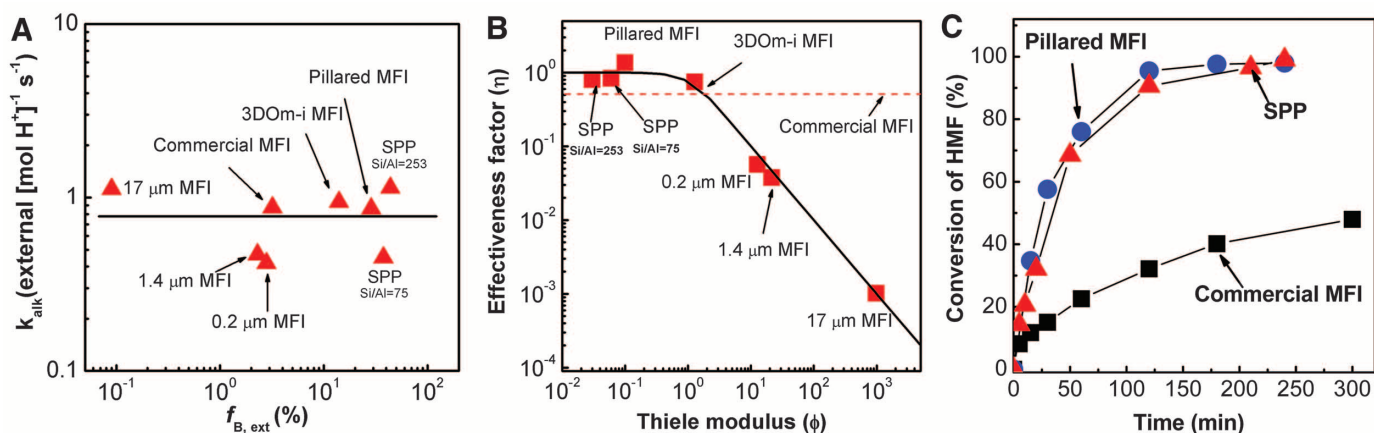 A
k_alk(external [mol H⁺]⁻¹ s⁻¹)
10
1
0.1
10⁻¹
10⁰
10¹
10²
f_B, ext (%)
Pillared MFI
SPP
Si/Al=253
3DOm-i MFI
Commercial MFI
17 μm MFI
1.4 μm MFI
0.2 μm MFI
SPP
Si/Al=75
B
Effectiveness factor (η)
10¹
10⁰
10⁻¹
10⁻²
10⁻³
10⁻⁴
10⁻²
10⁻¹
10⁰
10¹
10²
10³
Thiele modulus (ϕ)
Pillared MFI
3DOm-i MFI
SPP
Si/Al=253
SPP
Si/Al=75
Commercial MFI
0.2 μm MFI
1.4 μm MFI
17 μm MFI
C
Conversion of HMF (%)
100
80
60
40
20
0
0
50
100
150
200
250
300
Time (min)
Pillared MFI
SPP
Commercial MFI